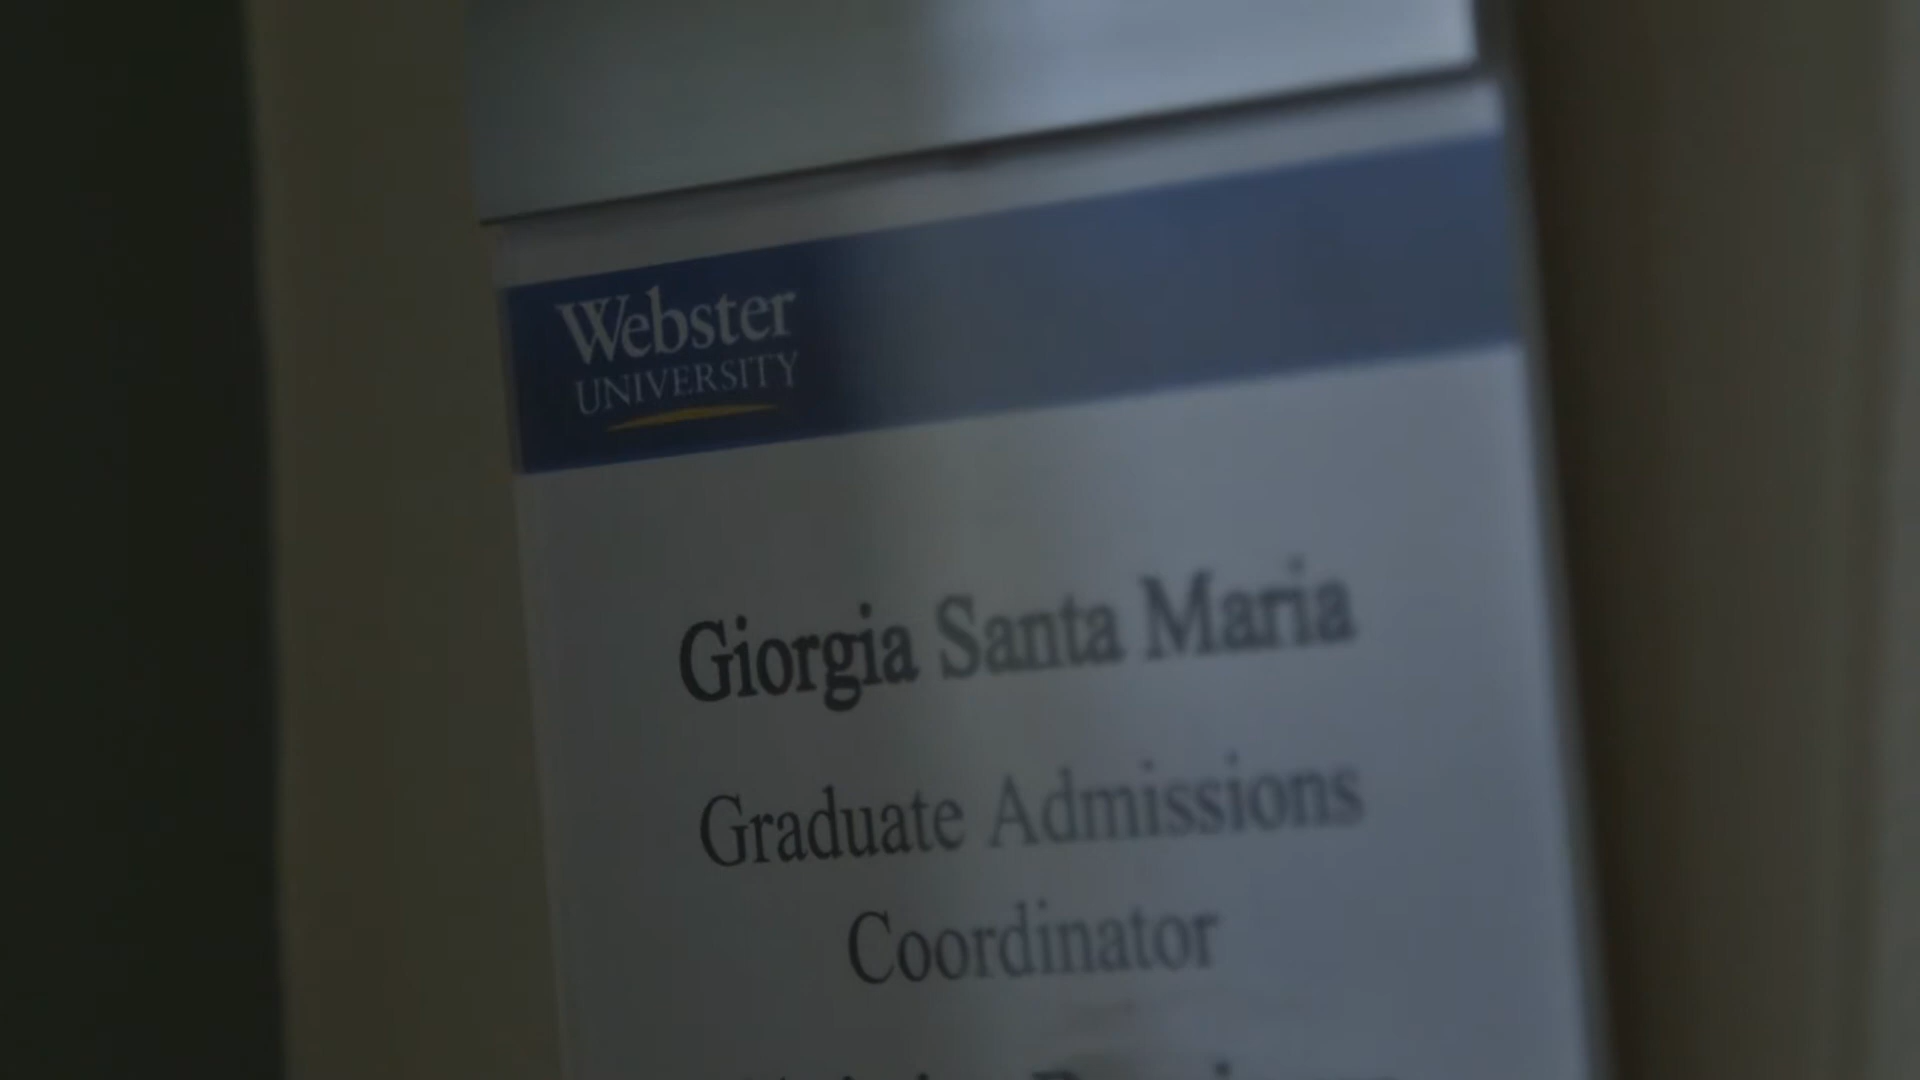 Webster
UNIVERSITY
Giorgia Santa Maria
Graduate Admissions
Coordinator